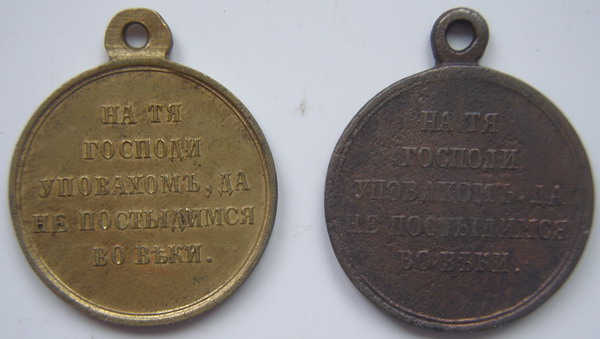 НА ТЯ
ГОСПОДИ
УПОВАХОМЪ, ДА
НЕ ПОСТЫДИМСЯ
ВО ВѢКИ.
НА ТЯ
ГОСПОДИ
УПОВАХОМЪ, ДА
НЕ ПОСТЫДИМСЯ
ВО ВѢКИ.